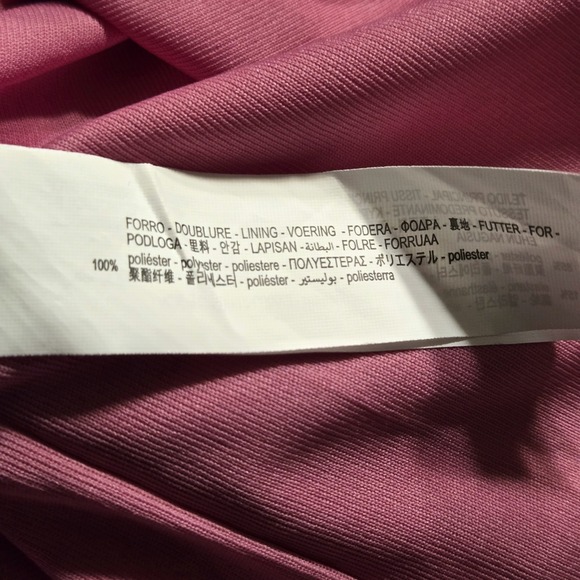 FORRO - DOUBLURE - LINING - VOERING - FODERA - ΦΟΔΡΑ - 裏地 - FUTTER - FOR -
PODLOGA - 里料 - 안감 - LAPISAN - البطانة - FOLRE - FORRUAA
100% poliéster - polyester - poliestere - ΠΟΛΥΕΣΤΕΡΑΣ - ポリエステル - poliester
聚酯纤维 - 폴리에스터 - بوليستير - poliesterra